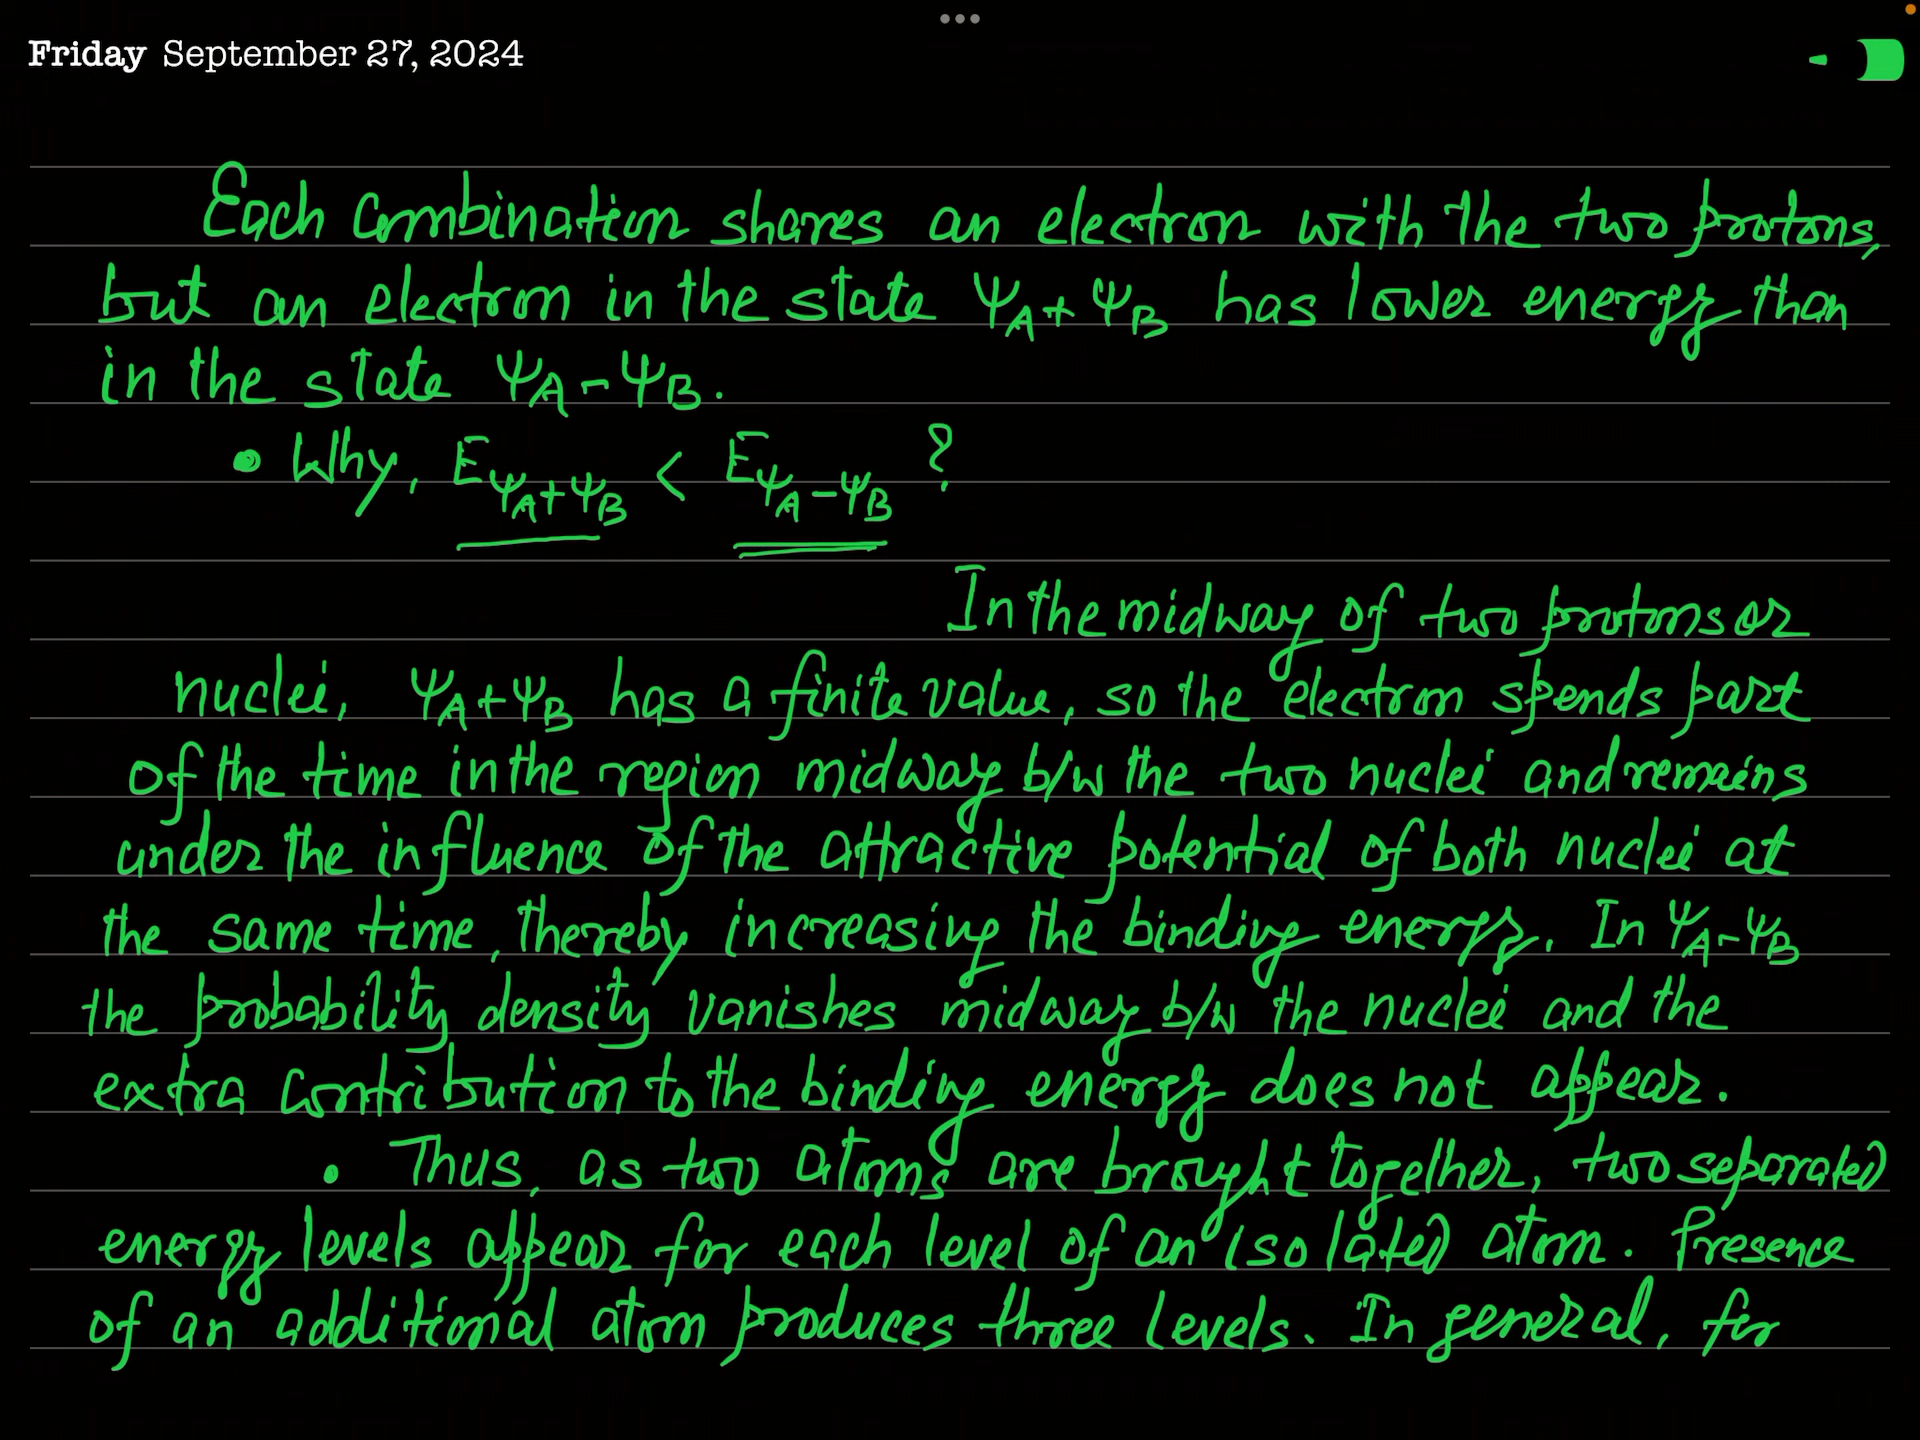 Friday September 27, 2024
Each combination shares an electron with the two protons,
but an electron in the state ψA+ψB has lower energy than
in the state ψA-ψB.
• Why, EψA+ψB < EψA-ψB ?
In the midway of two protons or
nuclei, ψA+ψB has a finite value, so the electron spends part
of the time in the region midway b/w the two nuclei and remains
under the influence of the attractive potential of both nuclei at
the same time, thereby increasing the binding energy. In ψA-ψB
the probability density vanishes midway b/w the nuclei and the
extra contribution to the binding energy does not appear.
• Thus, as two atoms are brought together, two separated
energy levels appear for each level of an isolated atom. Presence
of an additional atom produces three levels. In general, for